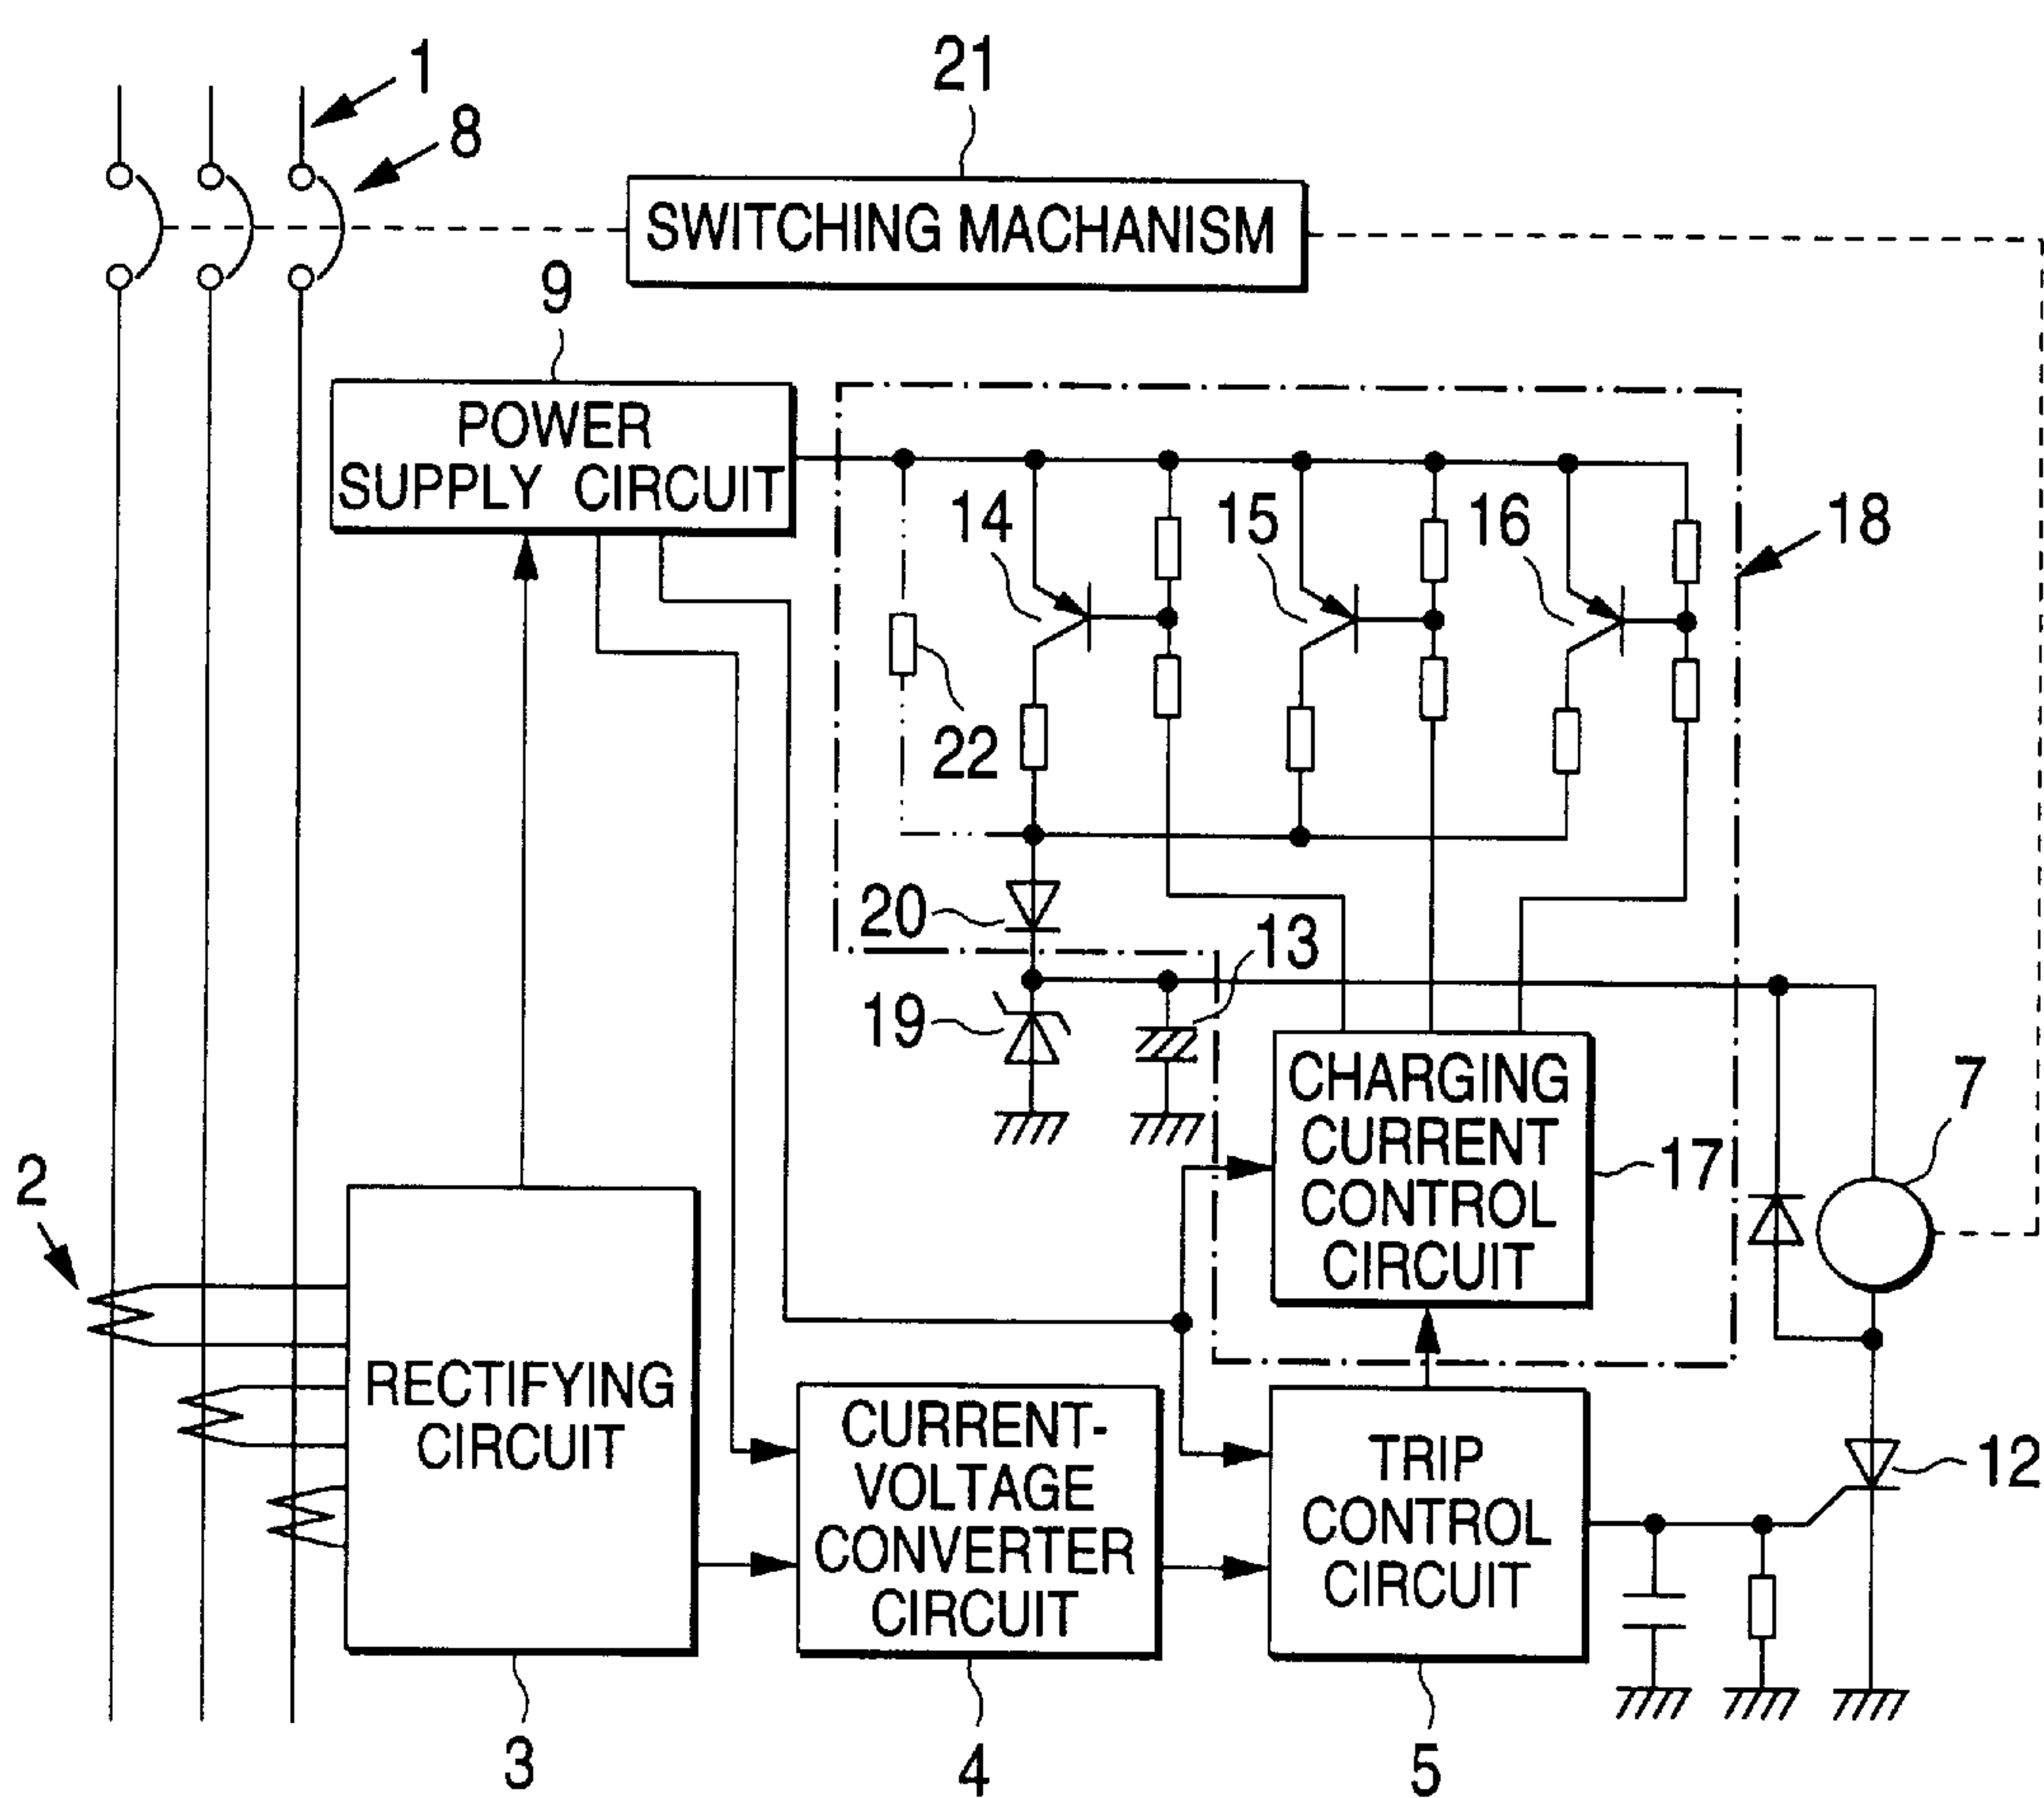 1
8
21
SWITCHING MACHANISM
9
POWER
SUPPLY CIRCUIT
14
15
16
18
22
20
13
19
CHARGING
CURRENT
CONTROL
CIRCUIT
17
7
2
RECTIFYING
CIRCUIT
CURRENT-
VOLTAGE
CONVERTER
CIRCUIT
TRIP
CONTROL
CIRCUIT
12
3
4
5